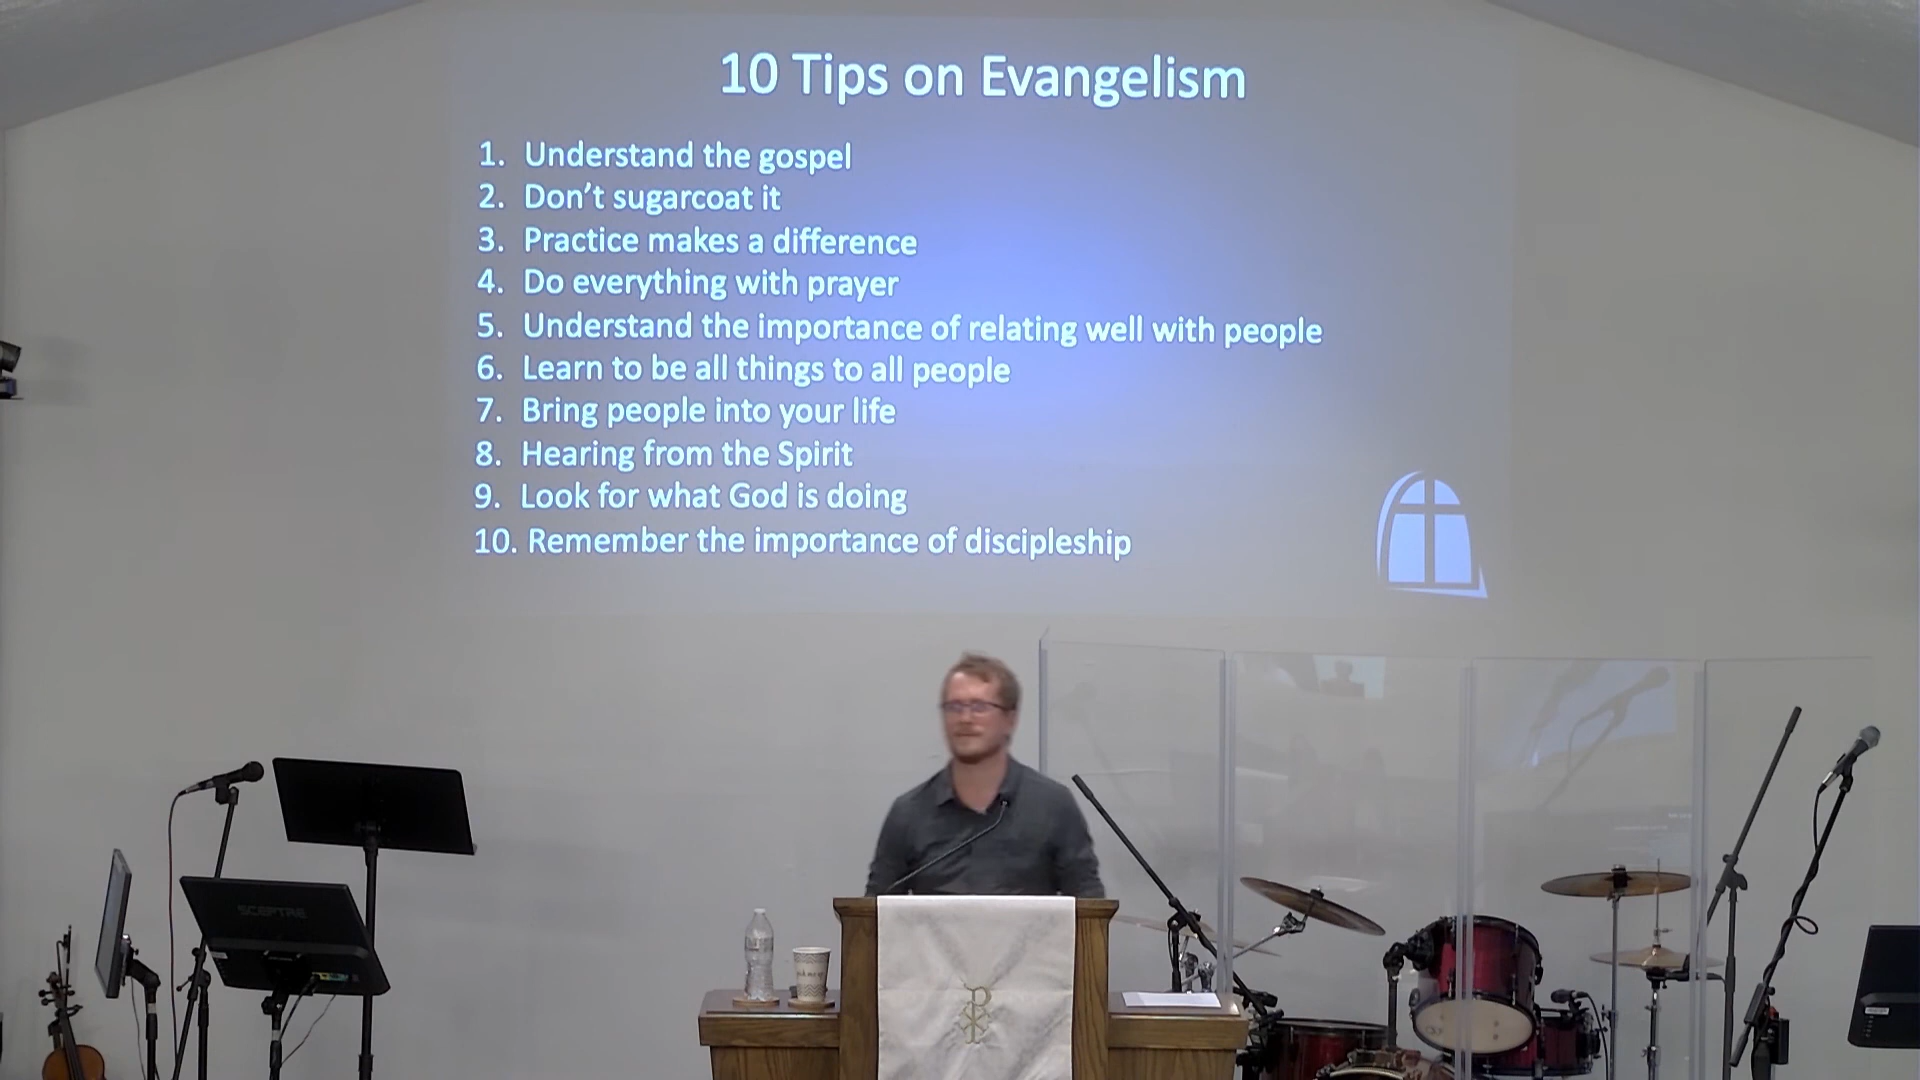 10 Tips on Evangelism
1. Understand the gospel
2. Don't sugarcoat it
3. Practice makes a difference
4. Do everything with prayer
5. Understand the importance of relating well with people
6. Learn to be all things to all people
7. Bring people into your life
8. Hearing from the Spirit
9. Look for what God is doing
10. Remember the importance of discipleship
SCEPTRE